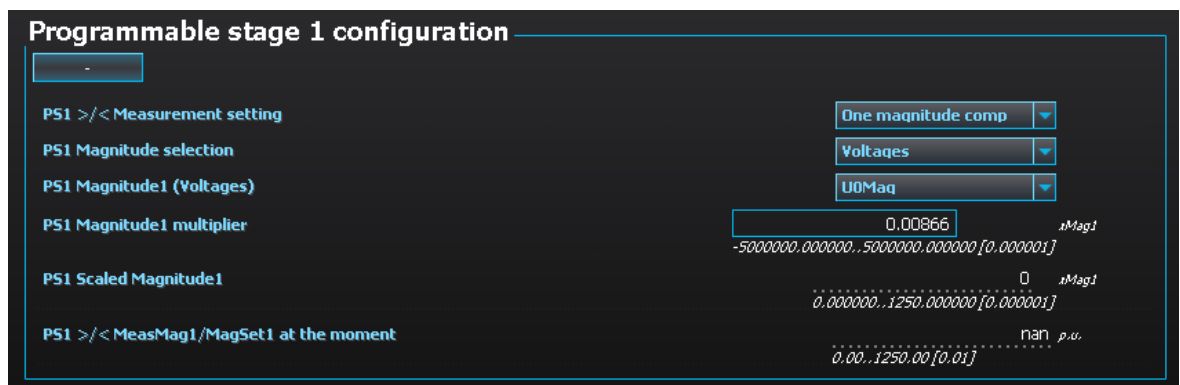 Programmable stage 1 configuration
-
PS1 >/< Measurement setting One magnitude comp
PS1 Magnitude selection Voltages
PS1 Magnitude1 (Voltages) U0Mag
PS1 Magnitude1 multiplier 0.00866 xMag1
-5000000.000000..5000000.000000 [0.000001]
PS1 Scaled Magnitude1 0 xMag1
0.000000..1250.000000 [0.000001]
PS1 >/< MeasMag1/MagSet1 at the moment nan p.u.
0.00..1250.00 [0.01]